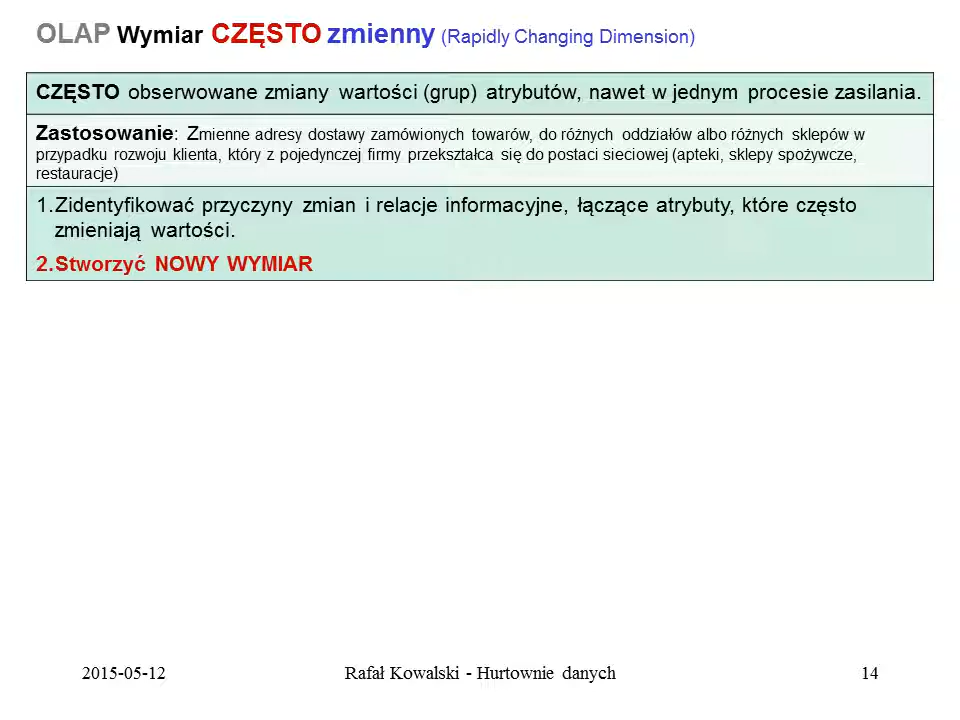 OLAP Wymiar CZĘSTO zmienny (Rapidly Changing Dimension)
CZĘSTO obserwowane zmiany wartości (grup) atrybutów, nawet w jednym procesie zasilania.
Zastosowanie: Zmienne adresy dostawy zamówionych towarów, do różnych oddziałów albo różnych sklepów w
przypadku rozwoju klienta, który z pojedynczej firmy przekształca się do postaci sieciowej (apteki, sklepy spożywcze,
restauracje)
1.Zidentyfikować przyczyny zmian i relacje informacyjne, łączące atrybuty, które często
zmieniają wartości.
2.Stworzyć NOWY WYMIAR
2015-05-12 Rafał Kowalski - Hurtownie danych 14